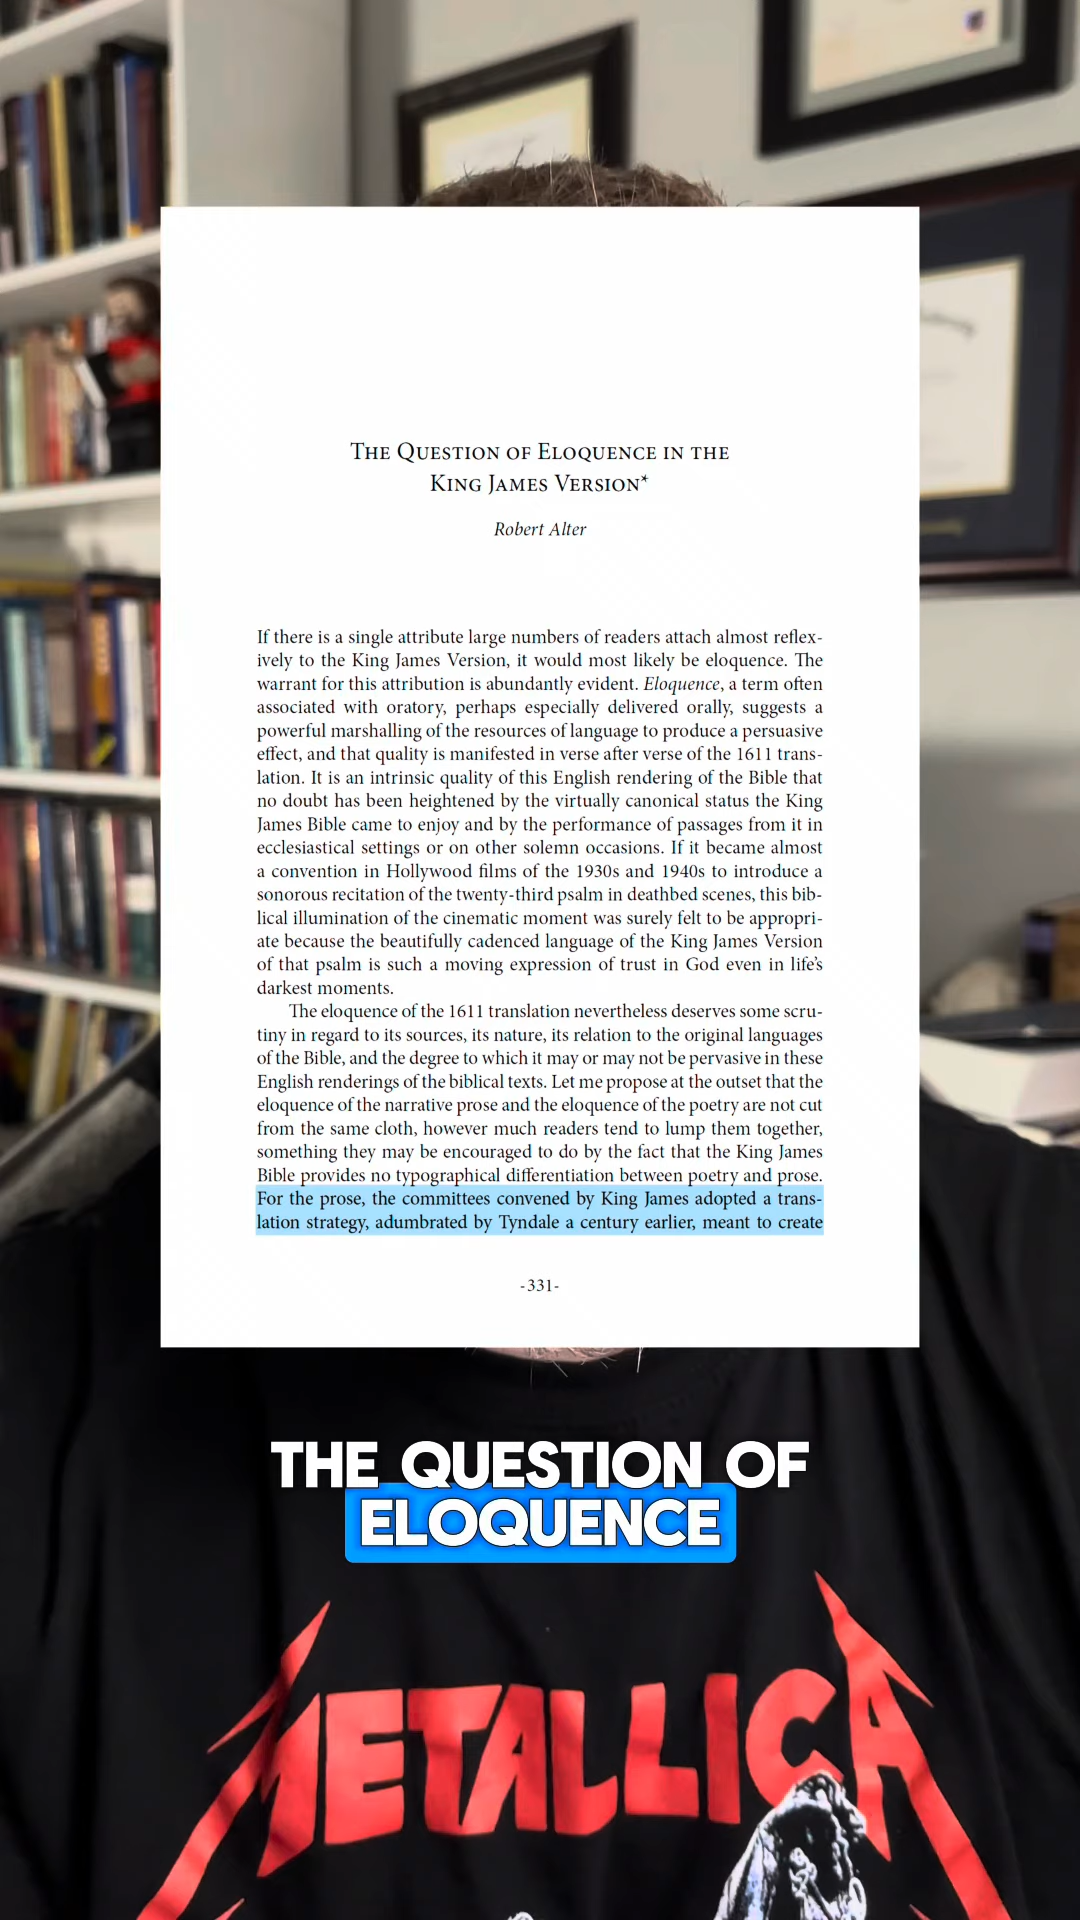 The Question of Eloquence in the
King James Version*
Robert Alter
If there is a single attribute large numbers of readers attach almost reflex-
ively to the King James Version, it would most likely be eloquence. The
warrant for this attribution is abundantly evident. Eloquence, a term often
associated with oratory, perhaps especially delivered orally, suggests a
powerful marshalling of the resources of language to produce a persuasive
effect, and that quality is manifested in verse after verse of the 1611 trans-
lation. It is an intrinsic quality of this English rendering of the Bible that
no doubt has been heightened by the virtually canonical status the King
James Bible came to enjoy and by the performance of passages from it in
ecclesiastical settings or on other solemn occasions. If it became almost
a convention in Hollywood films of the 1930s and 1940s to introduce a
sonorous recitation of the twenty-third psalm in deathbed scenes, this bib-
lical illumination of the cinematic moment was surely felt to be appropri-
ate because the beautifully cadenced language of the King James Version
of that psalm is such a moving expression of trust in God even in life’s
darkest moments.
The eloquence of the 1611 translation nevertheless deserves some scru-
tiny in regard to its sources, its nature, its relation to the original languages
of the Bible, and the degree to which it may or may not be pervasive in these
English renderings of the biblical texts. Let me propose at the outset that the
eloquence of the narrative prose and the eloquence of the poetry are not cut
from the same cloth, however much readers tend to lump them together,
something they may be encouraged to do by the fact that the King James
Bible provides no typographical differentiation between poetry and prose.
For the prose, the committees convened by King James adopted a trans-
lation strategy, adumbrated by Tyndale a century earlier, meant to create
-331-
THE QUESTION OF
ELOQUENCE
METALLICA